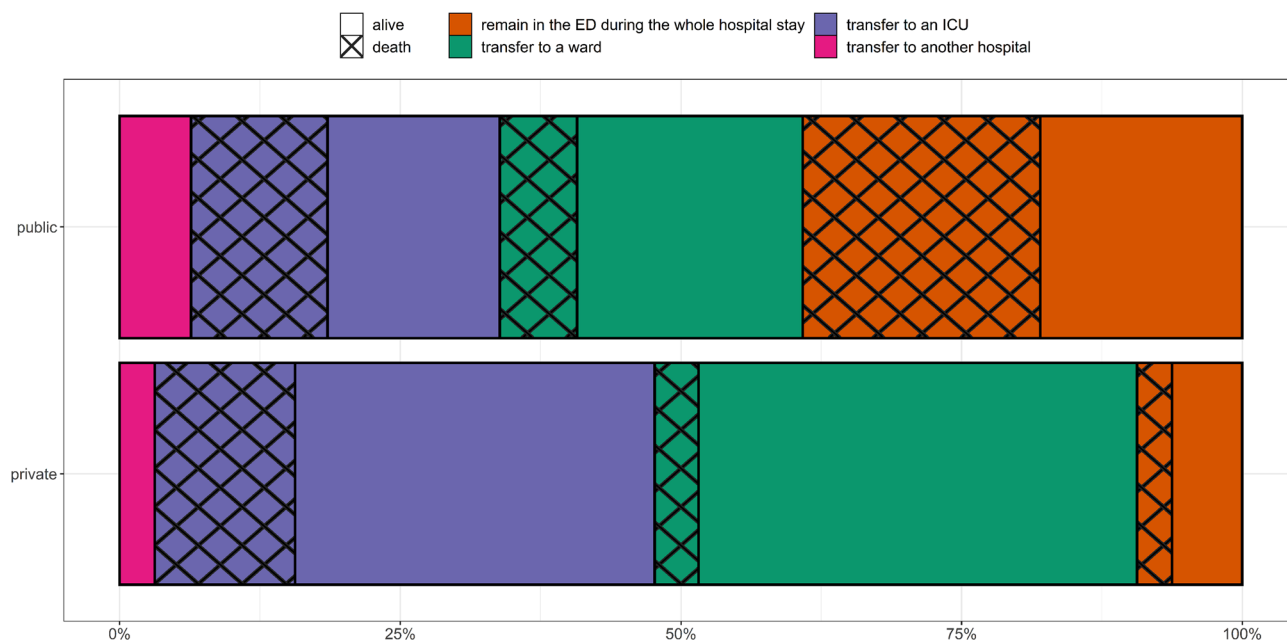 alive
death
remain in the ED during the whole hospital stay
transfer to a ward
transfer to an ICU
transfer to another hospital
public
private
0%
25%
50%
75%
100%